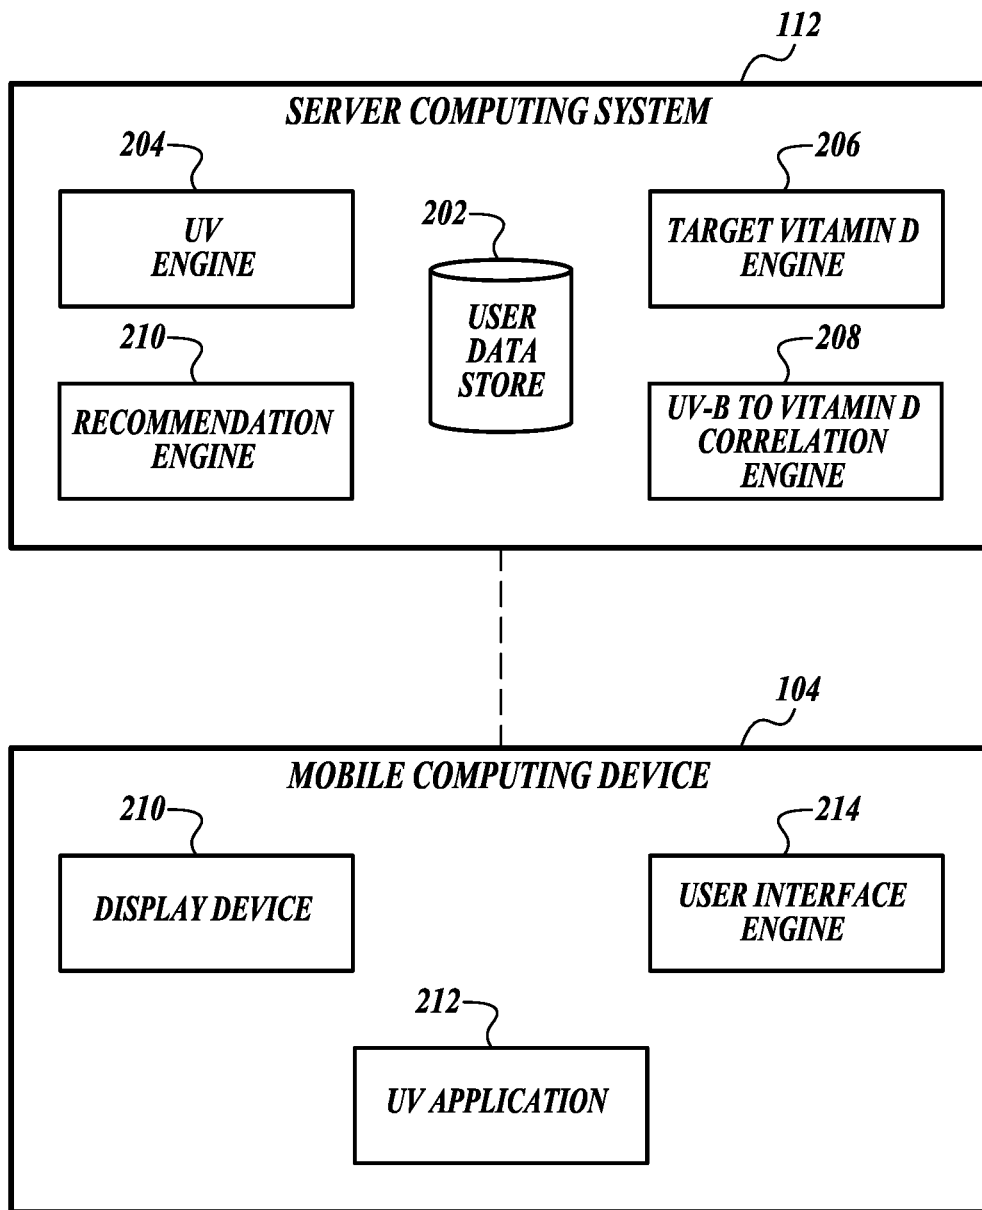 112
SERVER COMPUTING SYSTEM
204
UV
ENGINE
202
USER
DATA
STORE
206
TARGET VITAMIN D
ENGINE
210
RECOMMENDATION
ENGINE
208
UV-B TO VITAMIN D
CORRELATION
ENGINE
104
MOBILE COMPUTING DEVICE
210
DISPLAY DEVICE
214
USER INTERFACE
ENGINE
212
UV APPLICATION